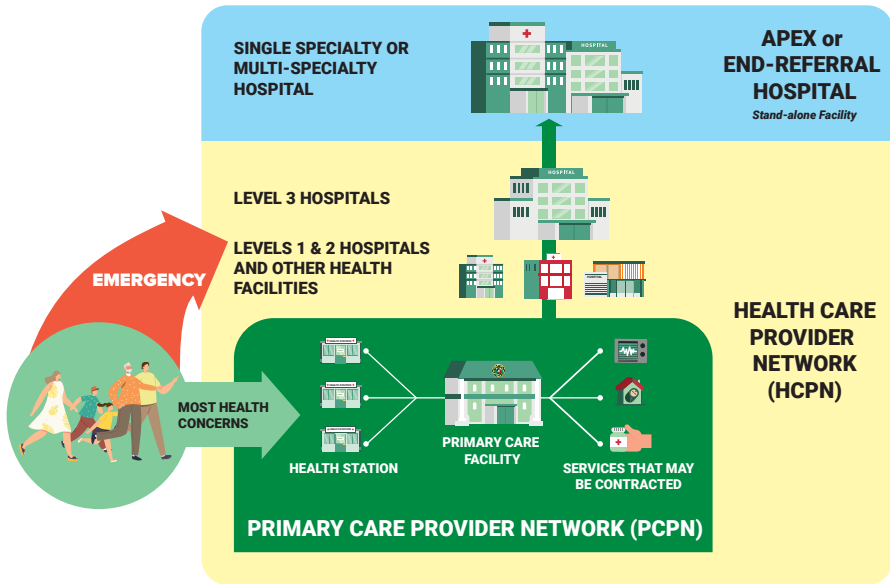 SINGLE SPECIALTY OR
MULTI-SPECIALTY
HOSPITAL
HOSPITAL
APEX or
END-REFERRAL
HOSPITAL
Stand-alone Facility
HOSPITAL
LEVEL 3 HOSPITALS
LEVELS 1 & 2 HOSPITALS
AND OTHER HEALTH
FACILITIES
HOSPITAL
EMERGENCY
HEALTH CARE
PROVIDER
NETWORK
(HCPN)
MOST HEALTH
CONCERNS
HEALTH STATION
PRIMARY CARE
FACILITY
SERVICES THAT MAY
BE CONTRACTED
PRIMARY CARE PROVIDER NETWORK (PCPN)